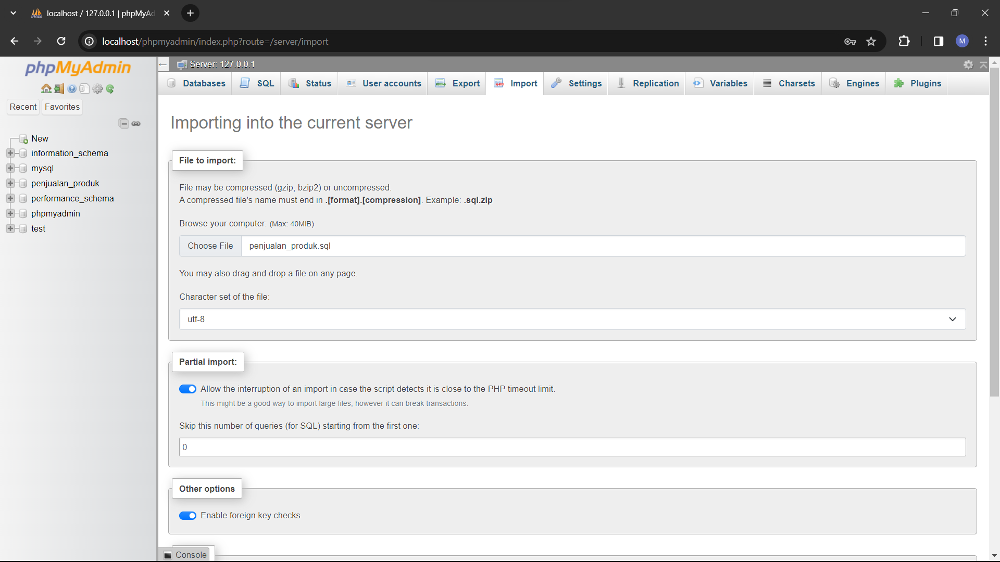 localhost / 127.0.0.1 | phpMyAd
localhost/phpmyadmin/index.php?route=/server/import
M
phpMyAdmin
Recent
Favorites
New
information_schema
mysql
penjualan_produk
performance_schema
phpmyadmin
test
Server: 127.0.0.1
Databases
SQL
Status
User accounts
Export
Import
Settings
Replication
Variables
Charsets
Engines
Plugins
Importing into the current server
File to import:
File may be compressed (gzip, bzip2) or uncompressed.
A compressed file's name must end in .[format].[compression]. Example: .sql.zip
Browse your computer: (Max: 40MiB)
Choose File penjualan_produk.sql
You may also drag and drop a file on any page.
Character set of the file:
utf-8
Partial import:
Allow the interruption of an import in case the script detects it is close to the PHP timeout limit.
This might be a good way to import large files, however it can break transactions.
Skip this number of queries (for SQL) starting from the first one:
0
Other options
Enable foreign key checks
Console